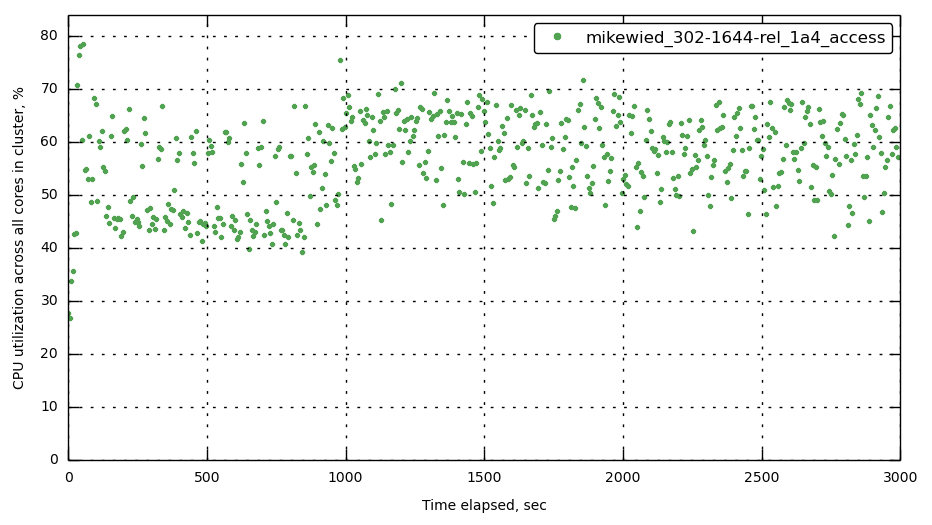 mikewied_302-1644-rel_1a4_access
CPU utilization across all cores in cluster, %
80
70
60
50
40
30
20
10
0
0 500 1000 1500 2000 2500 3000
Time elapsed, sec